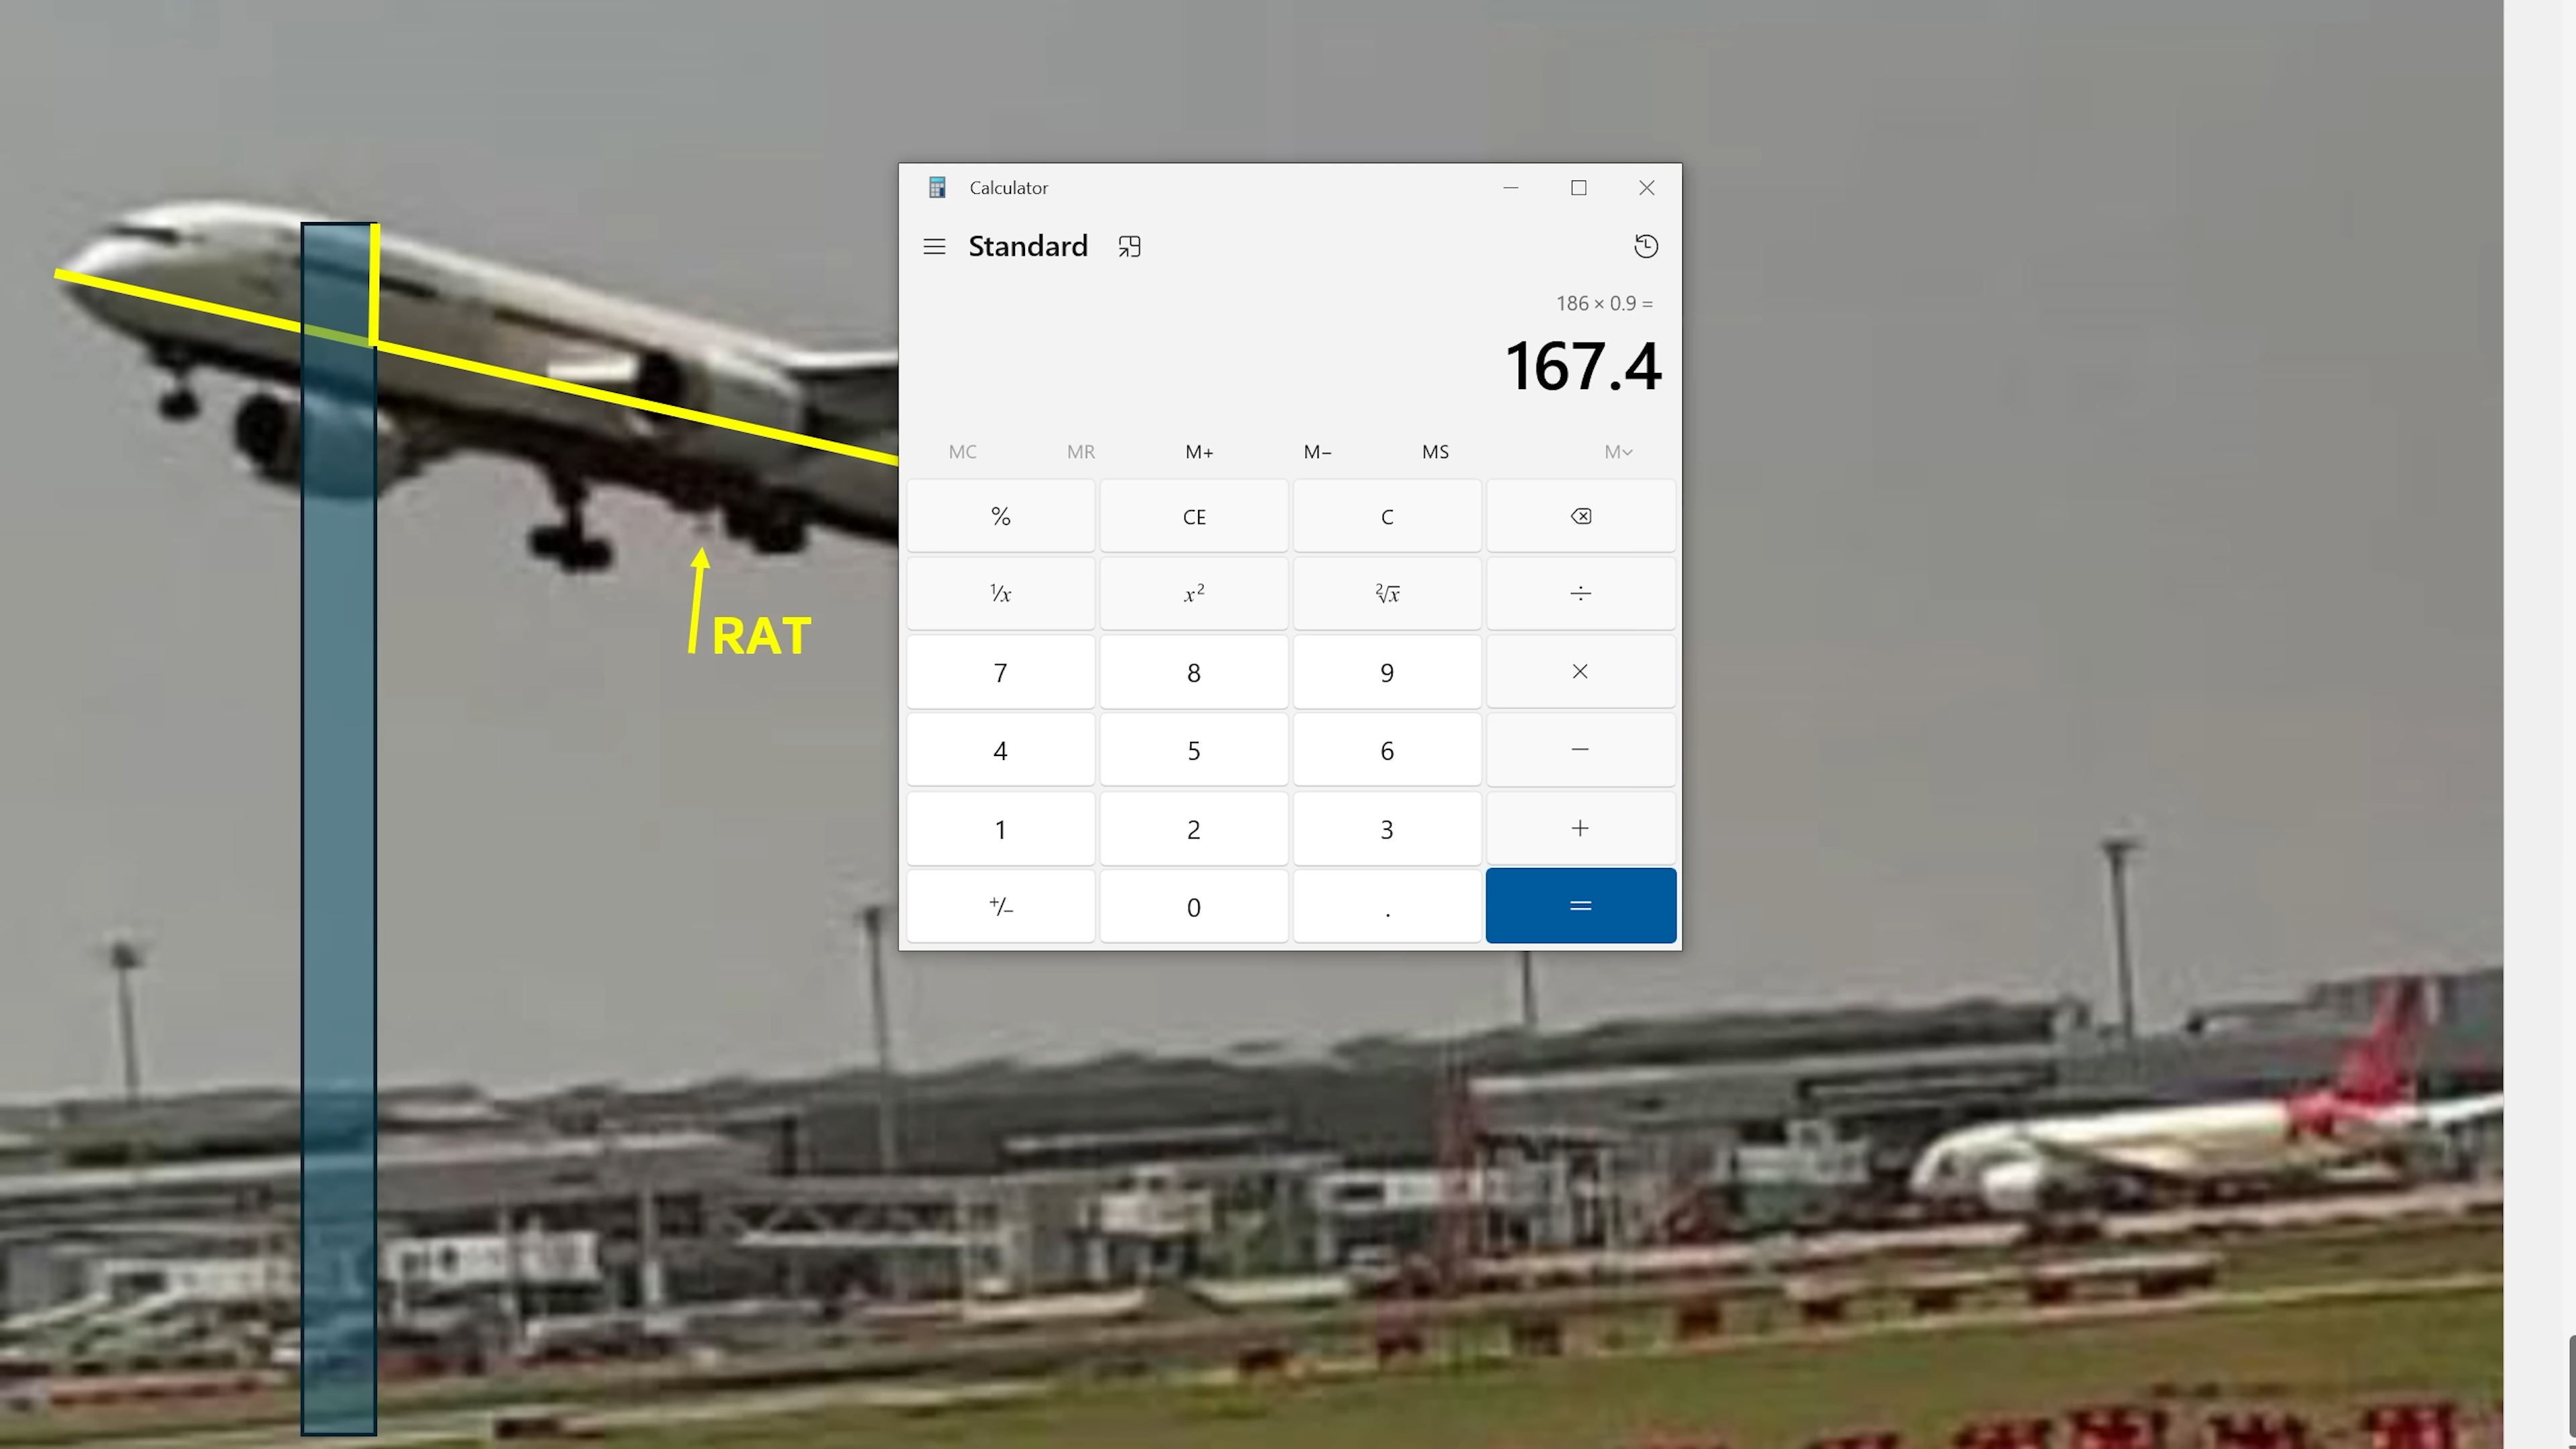 Calculator
Standard
186 × 0.9 =
167.4
MC MR M+ M− MS M
% CE C
¹/x x² ²√x ÷
7 8 9 ×
4 5 6 −
1 2 3 +
+/− 0 . =
RAT